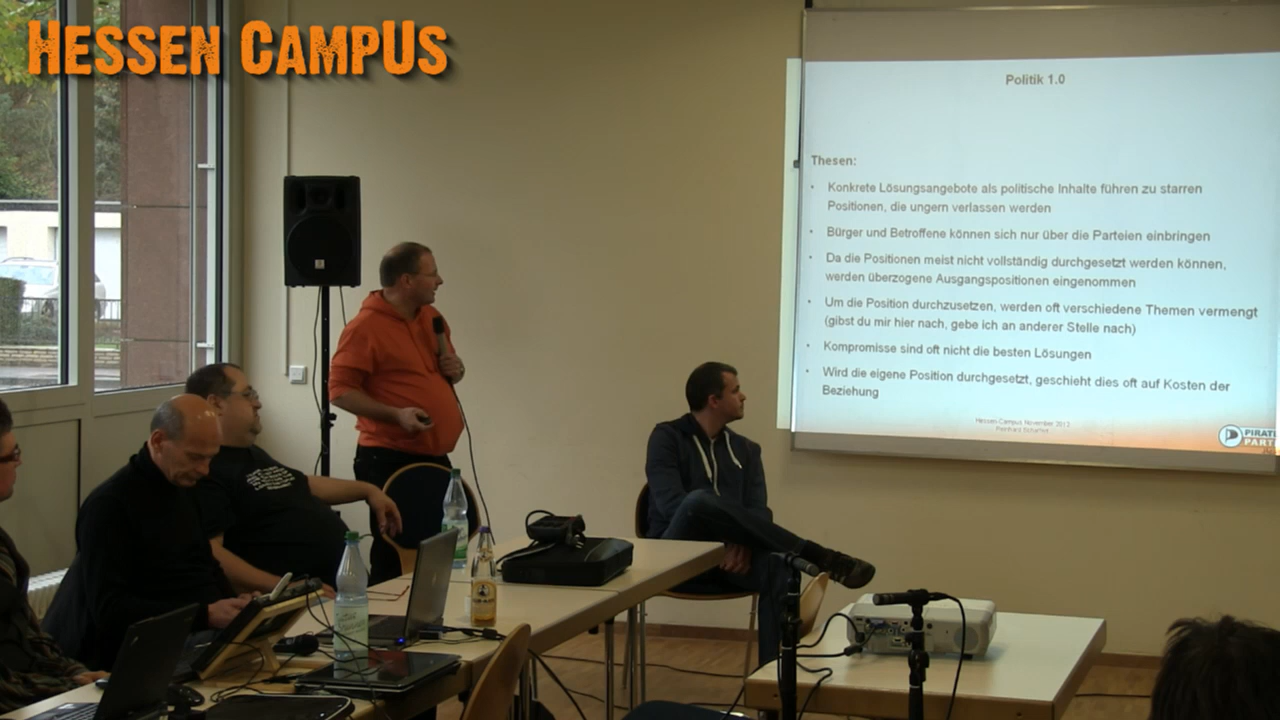 HESSEN CAMPUS
Politik 1.0
Thesen:
• Konkrete Lösungsangebote als politische Inhalte führen zu starren
Positionen, die ungern verlassen werden
• Bürger und Betroffene können sich nur über die Parteien einbringen
• Da die Positionen meist nicht vollständig durchgesetzt werden können,
werden überzogene Ausgangspositionen eingenommen
• Um die Position durchzusetzen, werden oft verschiedene Themen vermengt
(gibst du mir hier nach, gebe ich an anderer Stelle nach)
• Kompromisse sind oft nicht die besten Lösungen
• Wird die eigene Position durchgesetzt, geschieht dies oft auf Kosten der
Beziehung
Hessen-Campus November 2012
PIRATE
PART